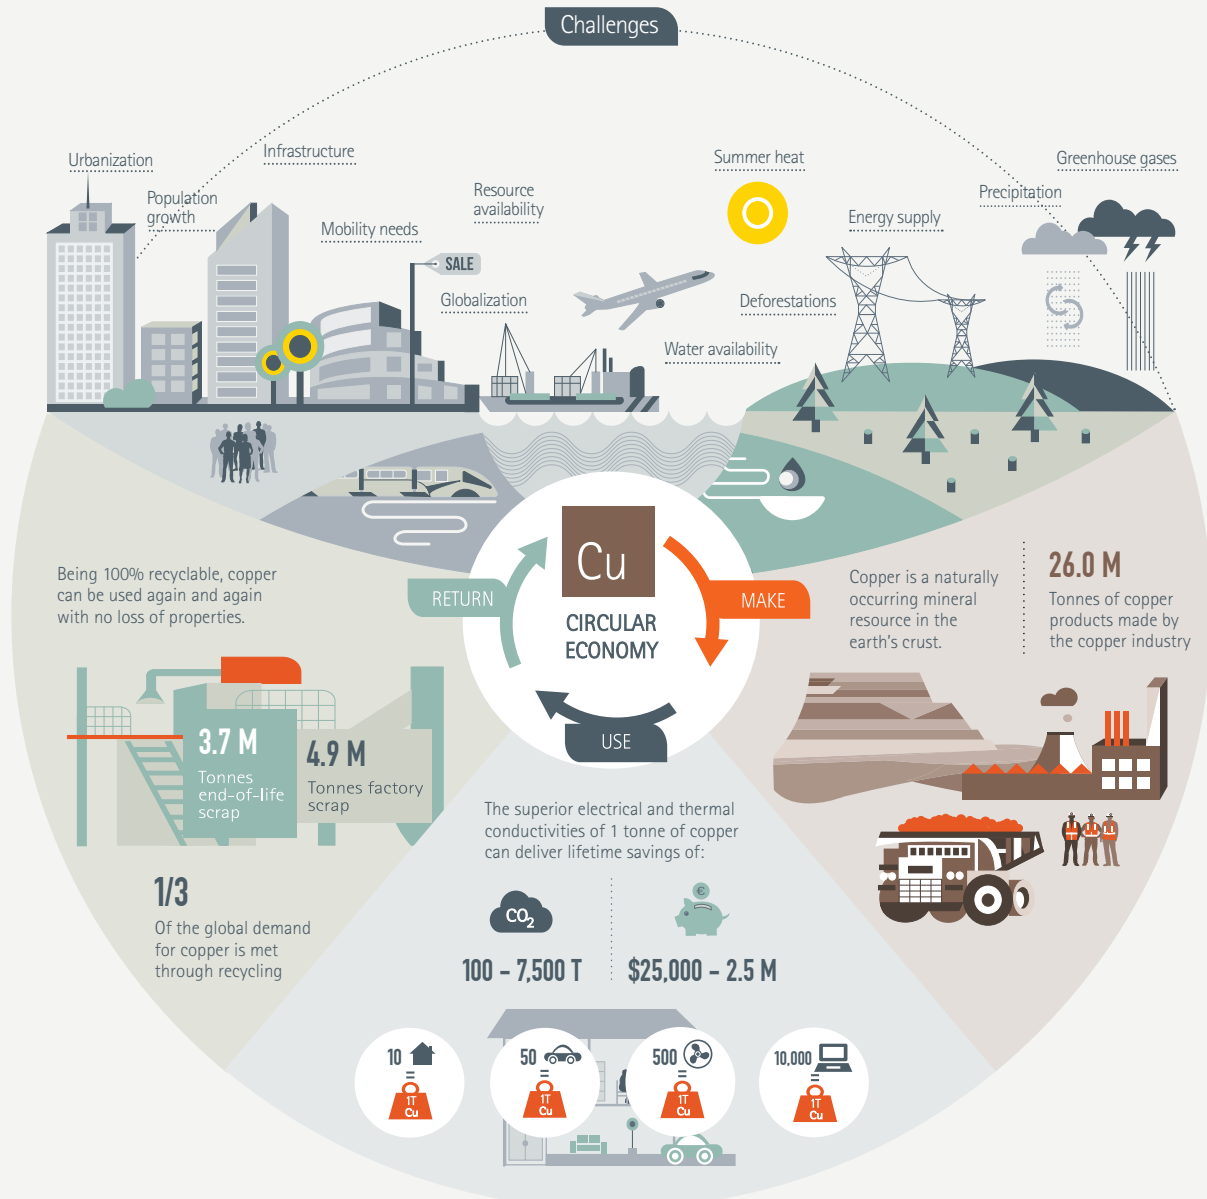 Challenges
Urbanization
Infrastructure
Population
growth
Mobility needs
Resource
availability
SALE
Globalization
Summer heat
Greenhouse gases
Precipitation
Energy supply
Deforestations
Water availability
Cu
CIRCULAR
ECONOMY
RETURN
MAKE
USE
Being 100% recyclable, copper
can be used again and again
with no loss of properties.
3.7 M
Tonnes
end-of-life
scrap
4.9 M
Tonnes factory
scrap
1/3
Of the global demand
for copper is met
through recycling
Copper is a naturally
occurring mineral
resource in the
earth's crust.
26.0 M
Tonnes of copper
products made by
the copper industry
The superior electrical and thermal
conductivities of 1 tonne of copper
can deliver lifetime savings of:
CO₂
€
100 – 7,500 T
$25,000 – 2.5 M
10
=
1T
Cu
50
=
1T
Cu
500
=
1T
Cu
10,000
=
1T
Cu